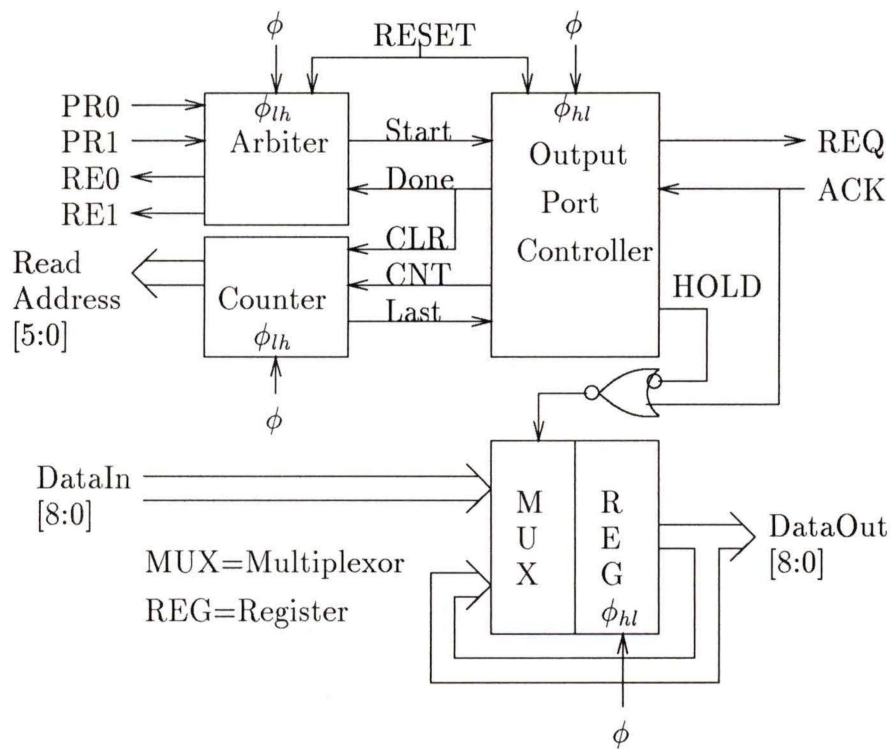 ϕ
RESET
ϕ
PR0
PR1
RE0
RE1
ϕlh
Arbiter
Start
Done
ϕhl
Output
Port
Controller
REQ
ACK
Read
Address
[5:0]
Counter
ϕlh
CLR
CNT
Last
HOLD
ϕ
DataIn
[8:0]
M
U
X
R
E
G
ϕhl
DataOut
[8:0]
MUX=Multiplexor
REG=Register
ϕ